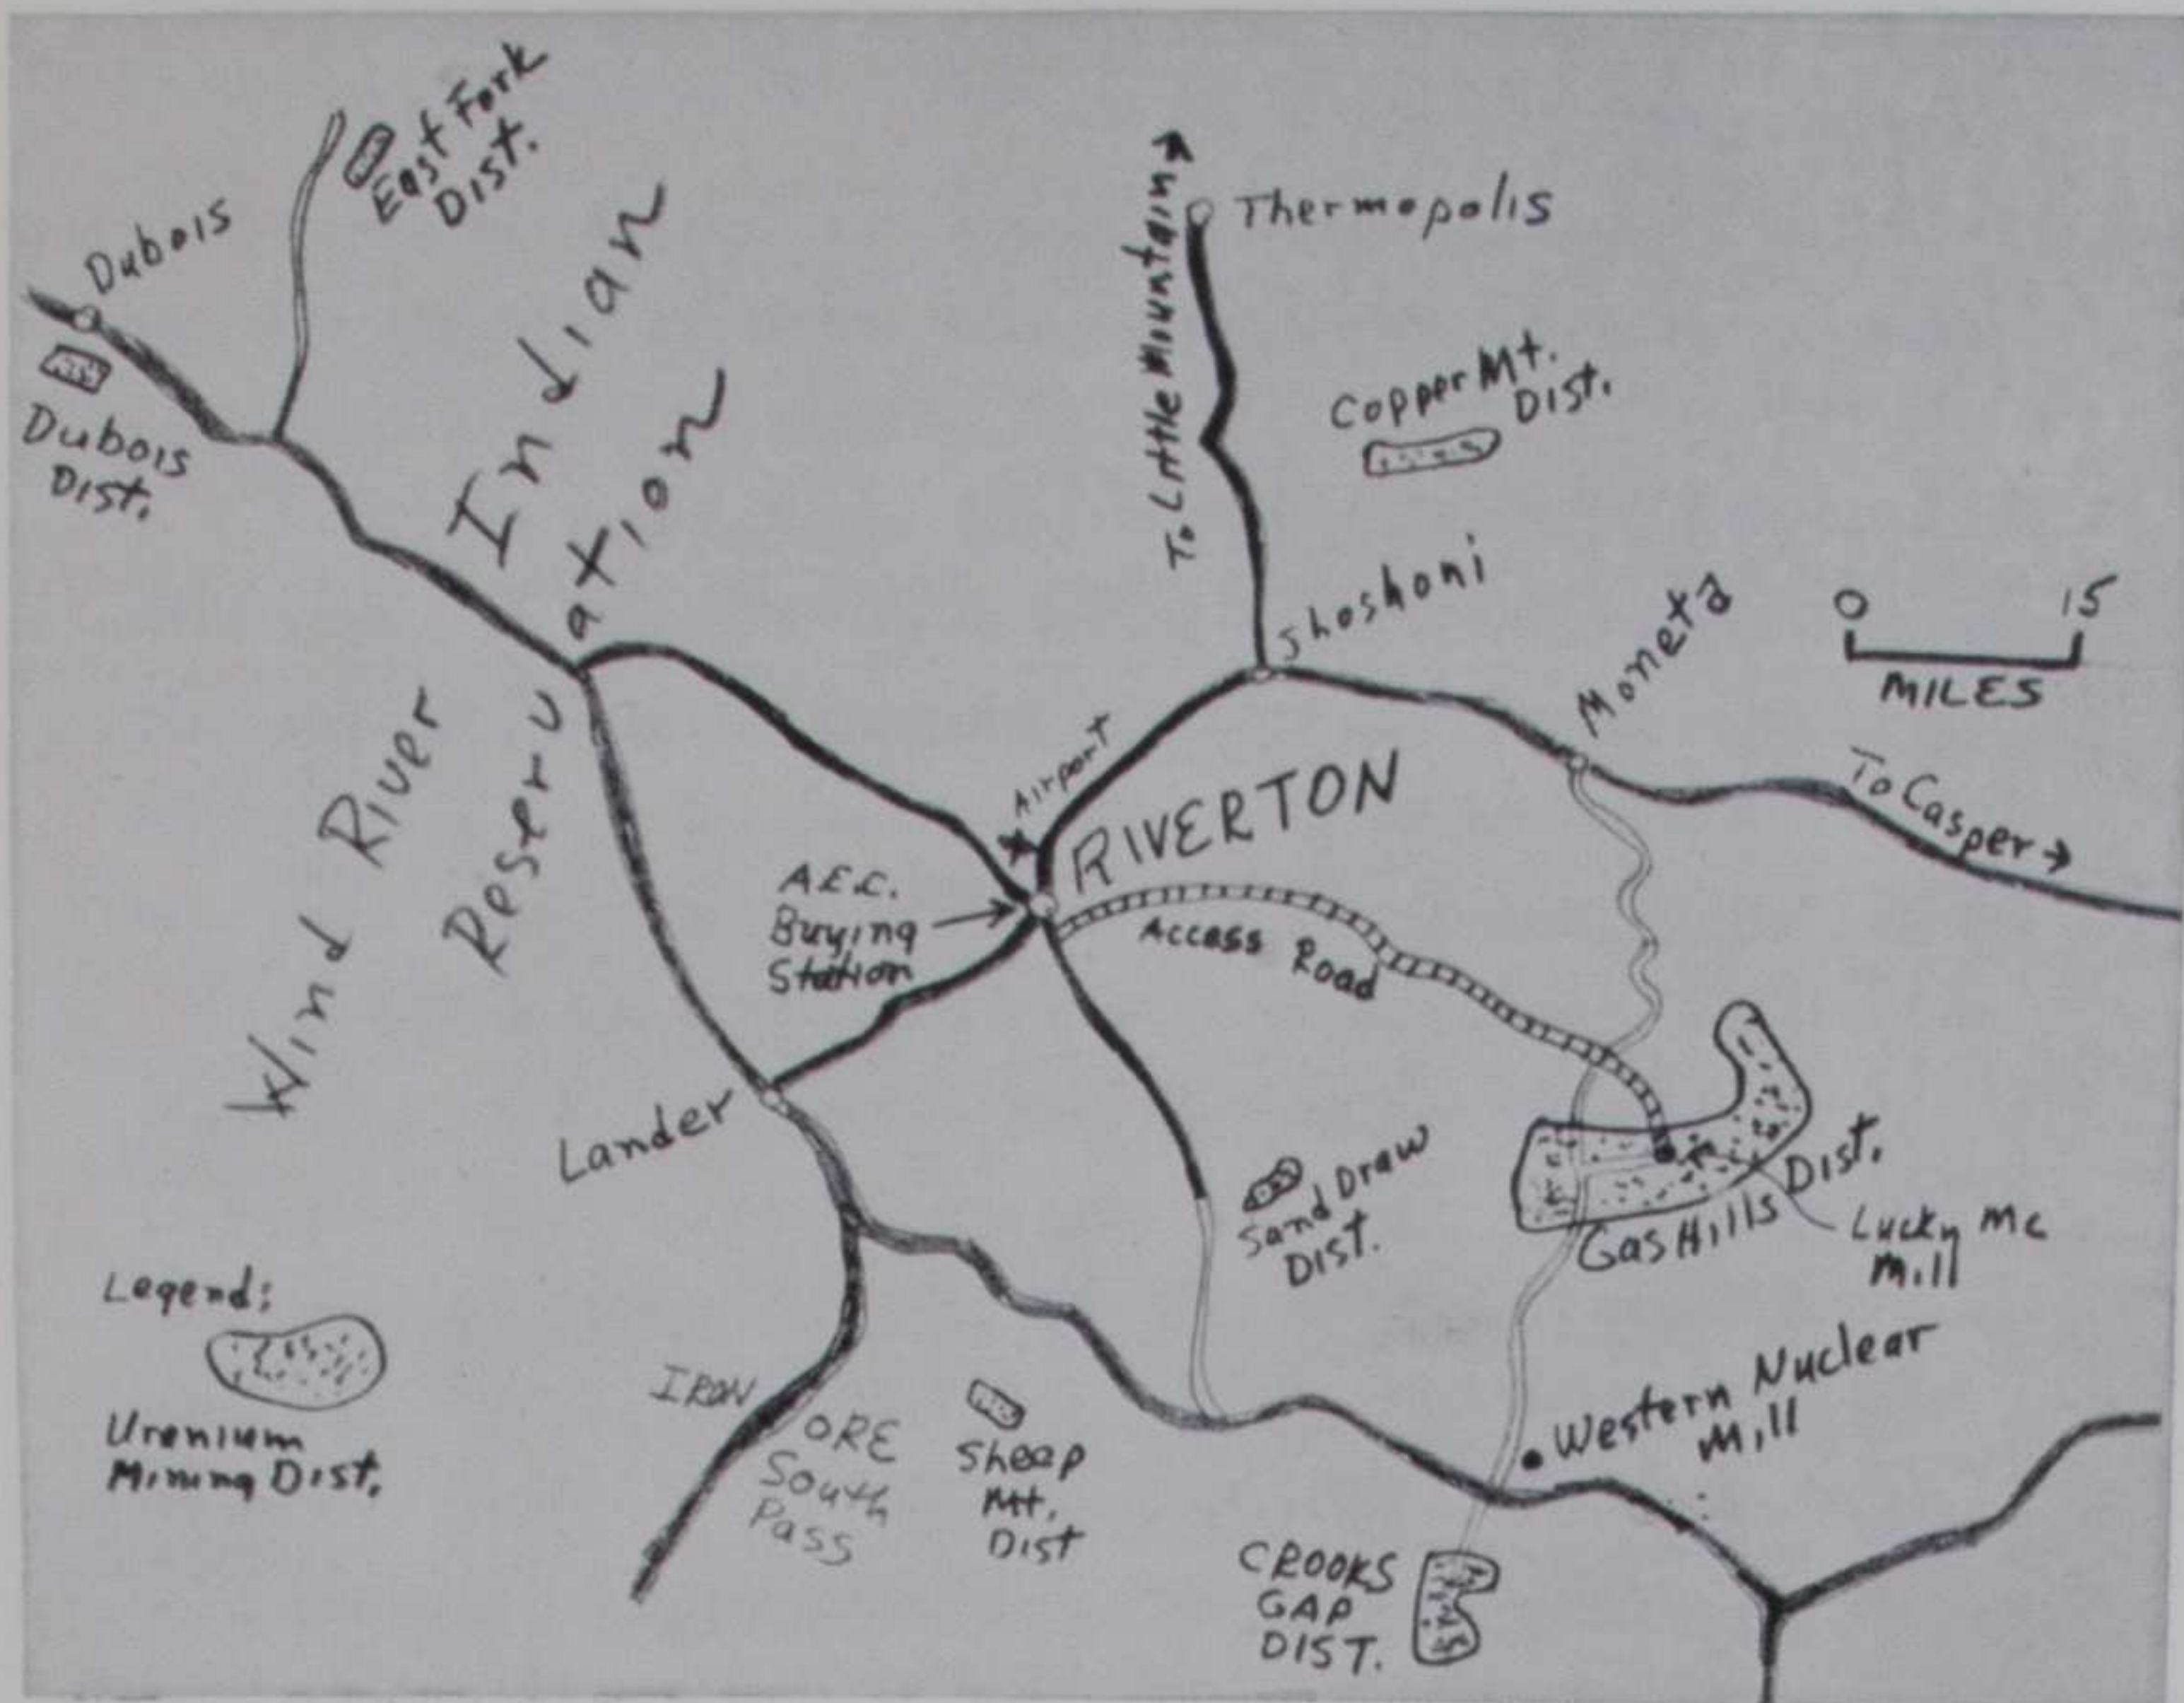 East Fork
Dist.
Dubois
Dubois
Dist.
Indian
Wind River
Reservation
To Little Mountain
Thermopolis
Copper Mt.
Dist.
Shoshoni
Moneta
0 15
MILES
To Casper
Airport
RIVERTON
A.E.C.
Buying
Station
Access Road
Lander
Sand Draw
Dist.
Gas Hills Dist.
Lucky Mc
Mill
Legend:
Uranium
Mining Dist.
IRON
ORE
South
Pass
Sheep
Mt.
Dist
Western Nuclear
Mill
CROOKS
GAP
DIST.